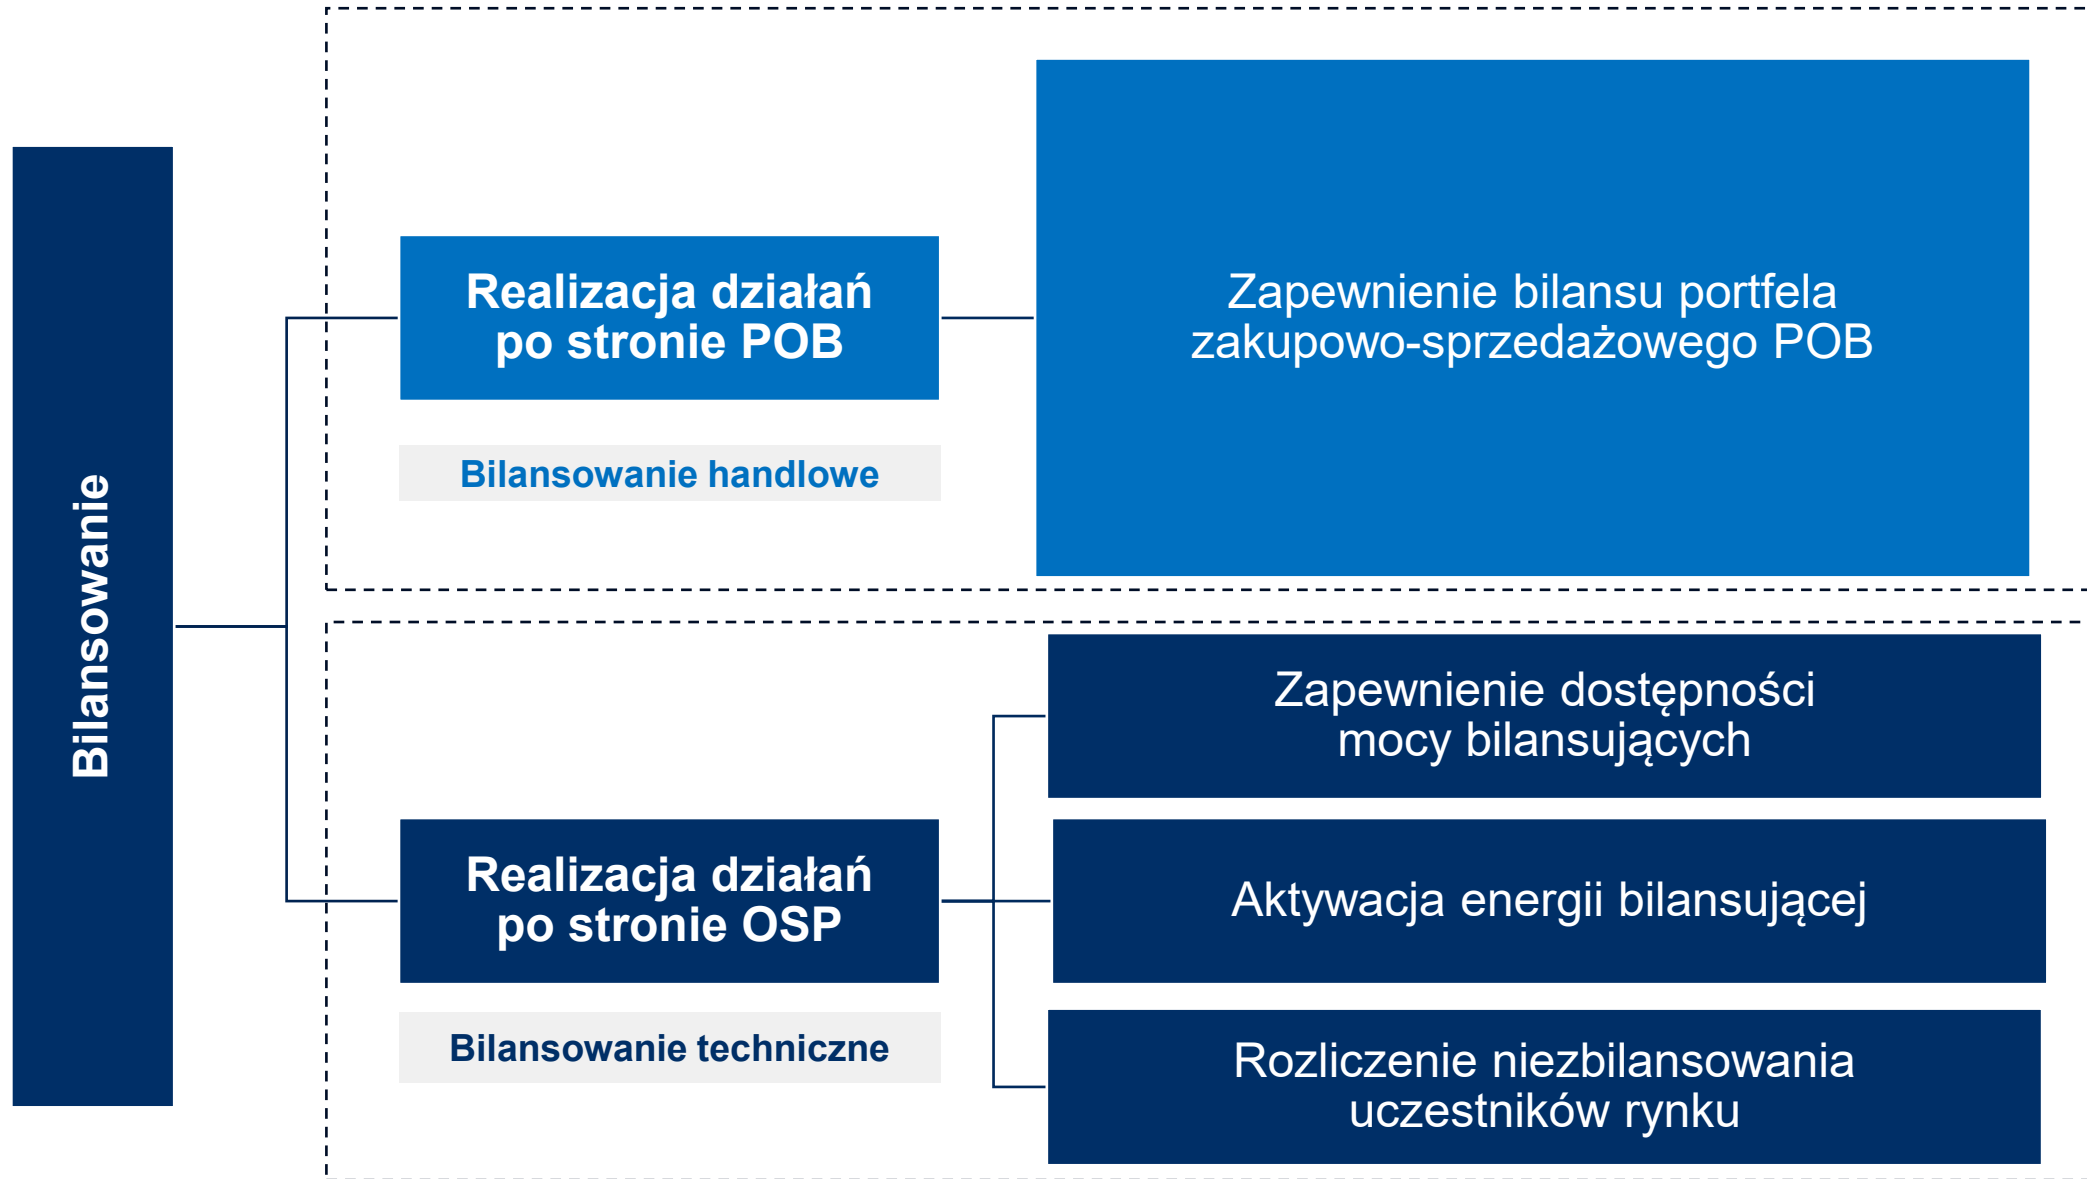 Bilansowanie
Realizacja działań
po stronie POB
Bilansowanie handlowe
Zapewnienie bilansu portfela
zakupowo-sprzedażowego POB
Realizacja działań
po stronie OSP
Bilansowanie techniczne
Zapewnienie dostępności
mocy bilansujących
Aktywacja energii bilansującej
Rozliczenie niezbilansowania
uczestników rynku